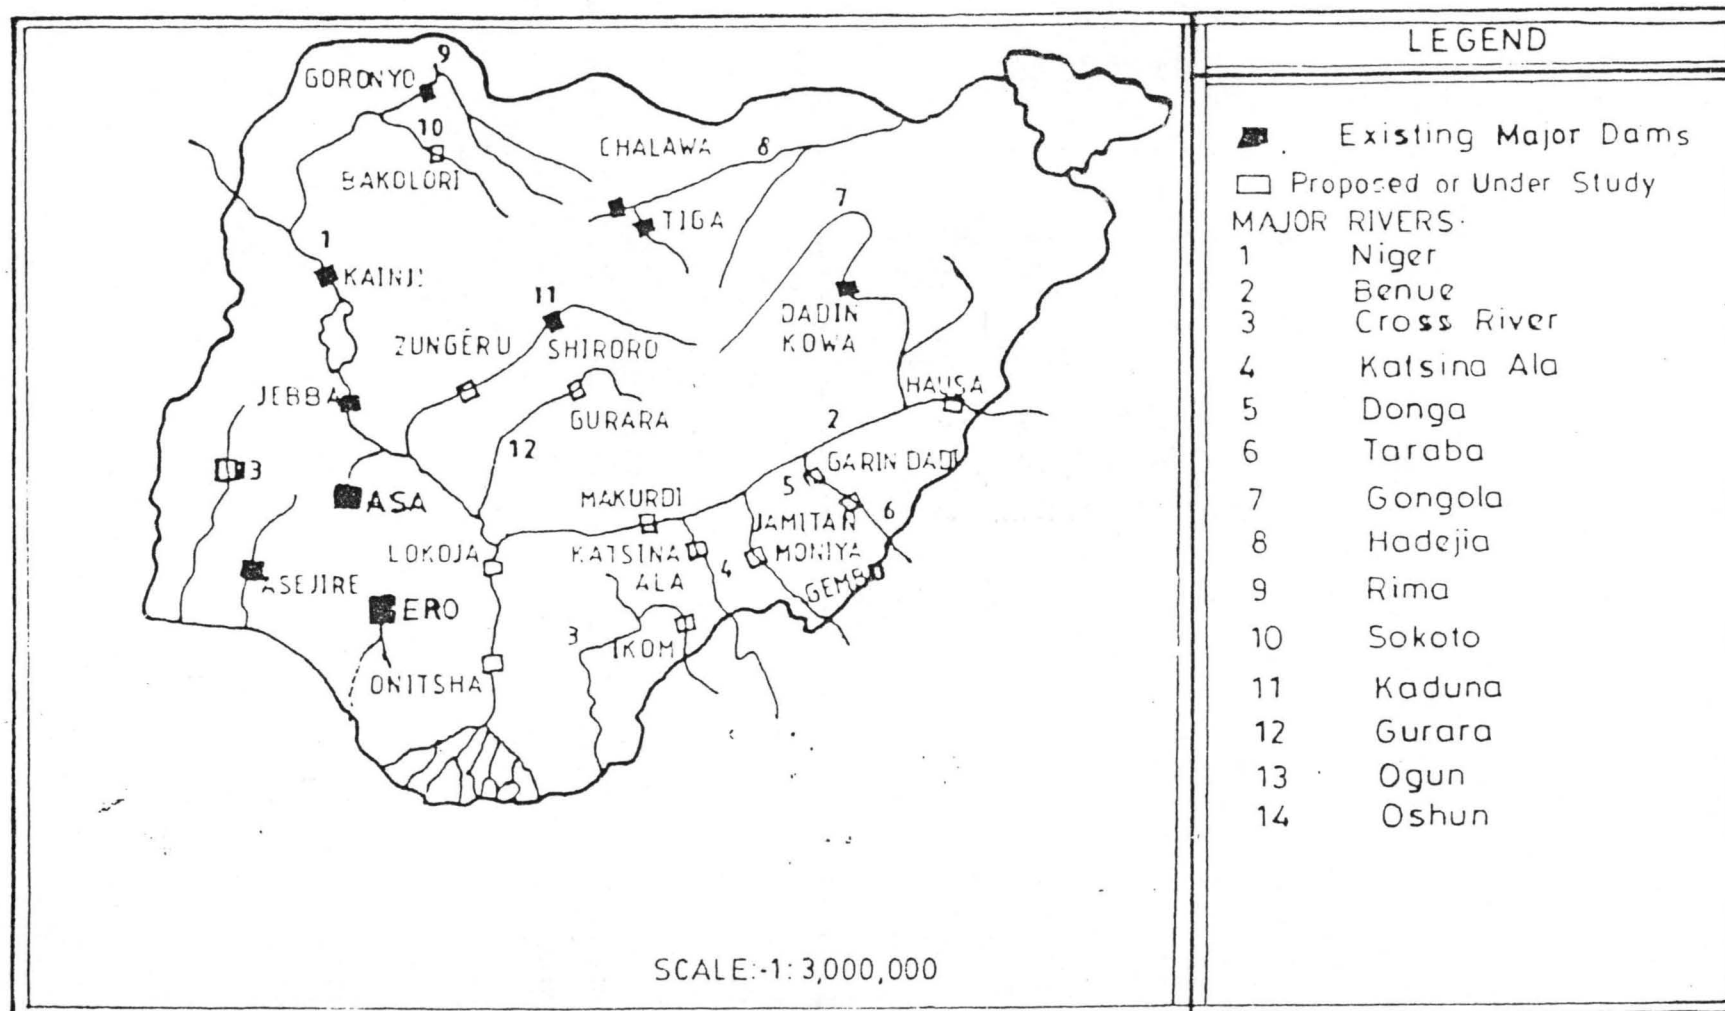 9
GORONYO
10
BAKOLORI
CHALAWA
8
TIGA
7
1
KAINJI
11
ZUNGERU
SHIRORO
DADIN
KOWA
JEBBA
GURARA
HAUSA
2
12
3
ASA
GARIN DADI
5
6
MAKURDI
JAMITAN
LOKOJA
KATSINA
ALA
4
MONIYA
GEMBU
ASEJIRE
ERO
3
IKOM
ONITSHA
SCALE:-1: 3,000,000
LEGEND
Existing Major Dams
Proposed or Under Study
MAJOR RIVERS.
1 Niger
2 Benue
3 Cross River
4 Katsina Ala
5 Donga
6 Taraba
7 Gongola
8 Hadejia
9 Rima
10 Sokoto
11 Kaduna
12 Gurara
13 Ogun
14 Oshun